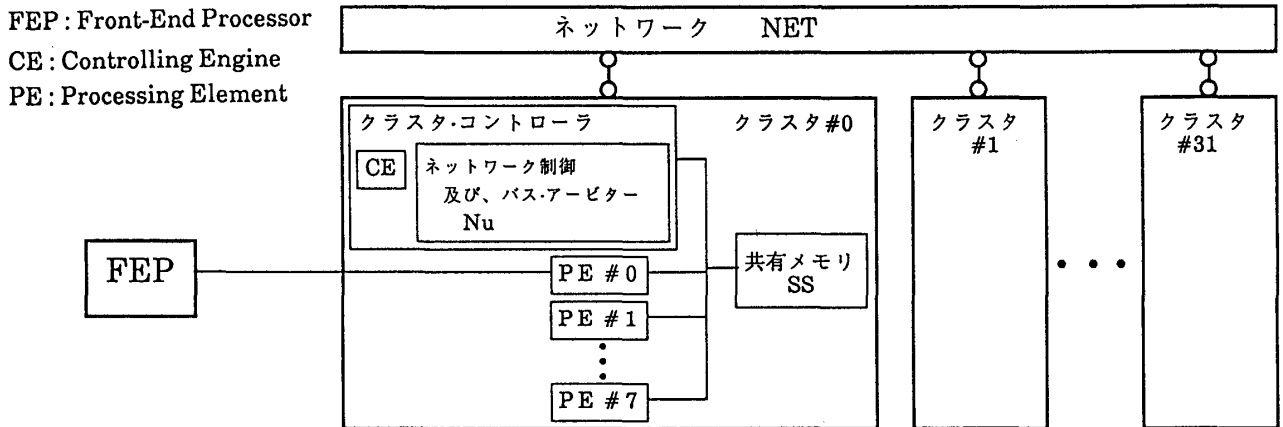 FEP : Front-End Processor
CE : Controlling Engine
PE : Processing Element
ネットワーク NET
クラスタ·コントローラ
CE
ネットワーク制御
及び、バス·アービター
Nu
クラスタ#0
FEP
PE #0
PE #1
PE #7
共有メモリ
SS
クラスタ
#1
クラスタ
#31